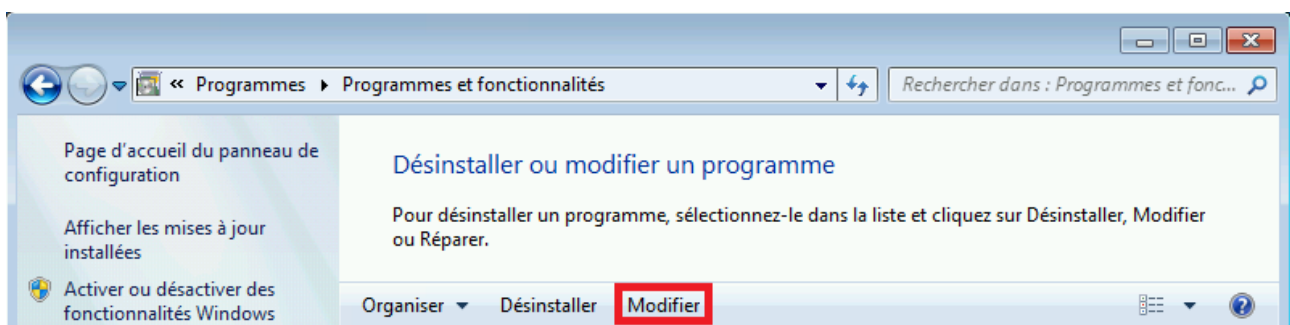 « Programmes ▸ Programmes et fonctionnalités
Rechercher dans : Programmes et fonc...
Page d'accueil du panneau de
configuration
Afficher les mises à jour
installées
Activer ou désactiver des
fonctionnalités Windows
Désinstaller ou modifier un programme
Pour désinstaller un programme, sélectionnez-le dans la liste et cliquez sur Désinstaller, Modifier
ou Réparer.
Organiser Désinstaller Modifier